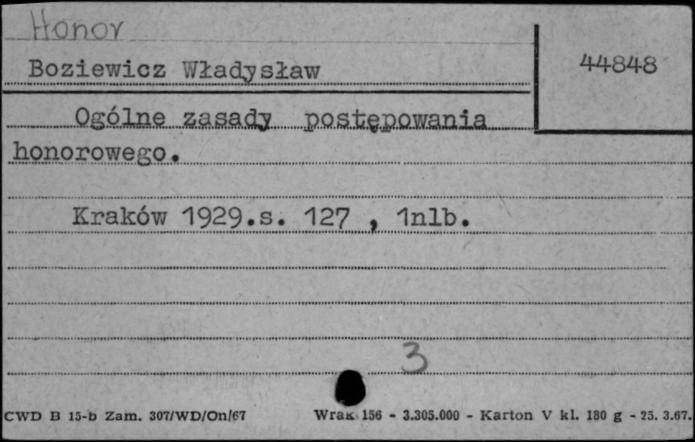 Honor
Boziewicz Władysław
44848
Ogólne zasady postępowania
honorowego.
Kraków 1929.s. 127 , 1nlb.
3
CWD B 15-b Zam. 307/WD/On/67 Wrak 156 - 3.305.000 - Karton V kl. 180 g - 25. 3.67.